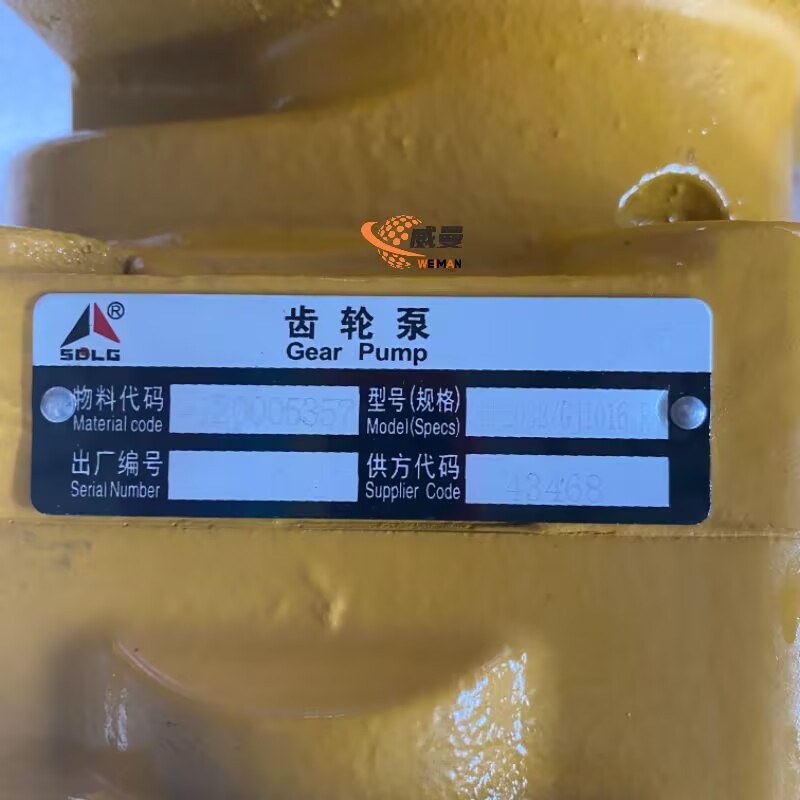 威曼
WEMAN
®
SDLG
齿轮泵
Gear Pump
物料代码
Material code
型号(规格)
Model(Specs)
出厂编号
Serial Number
供方代码
Supplier Code
43468